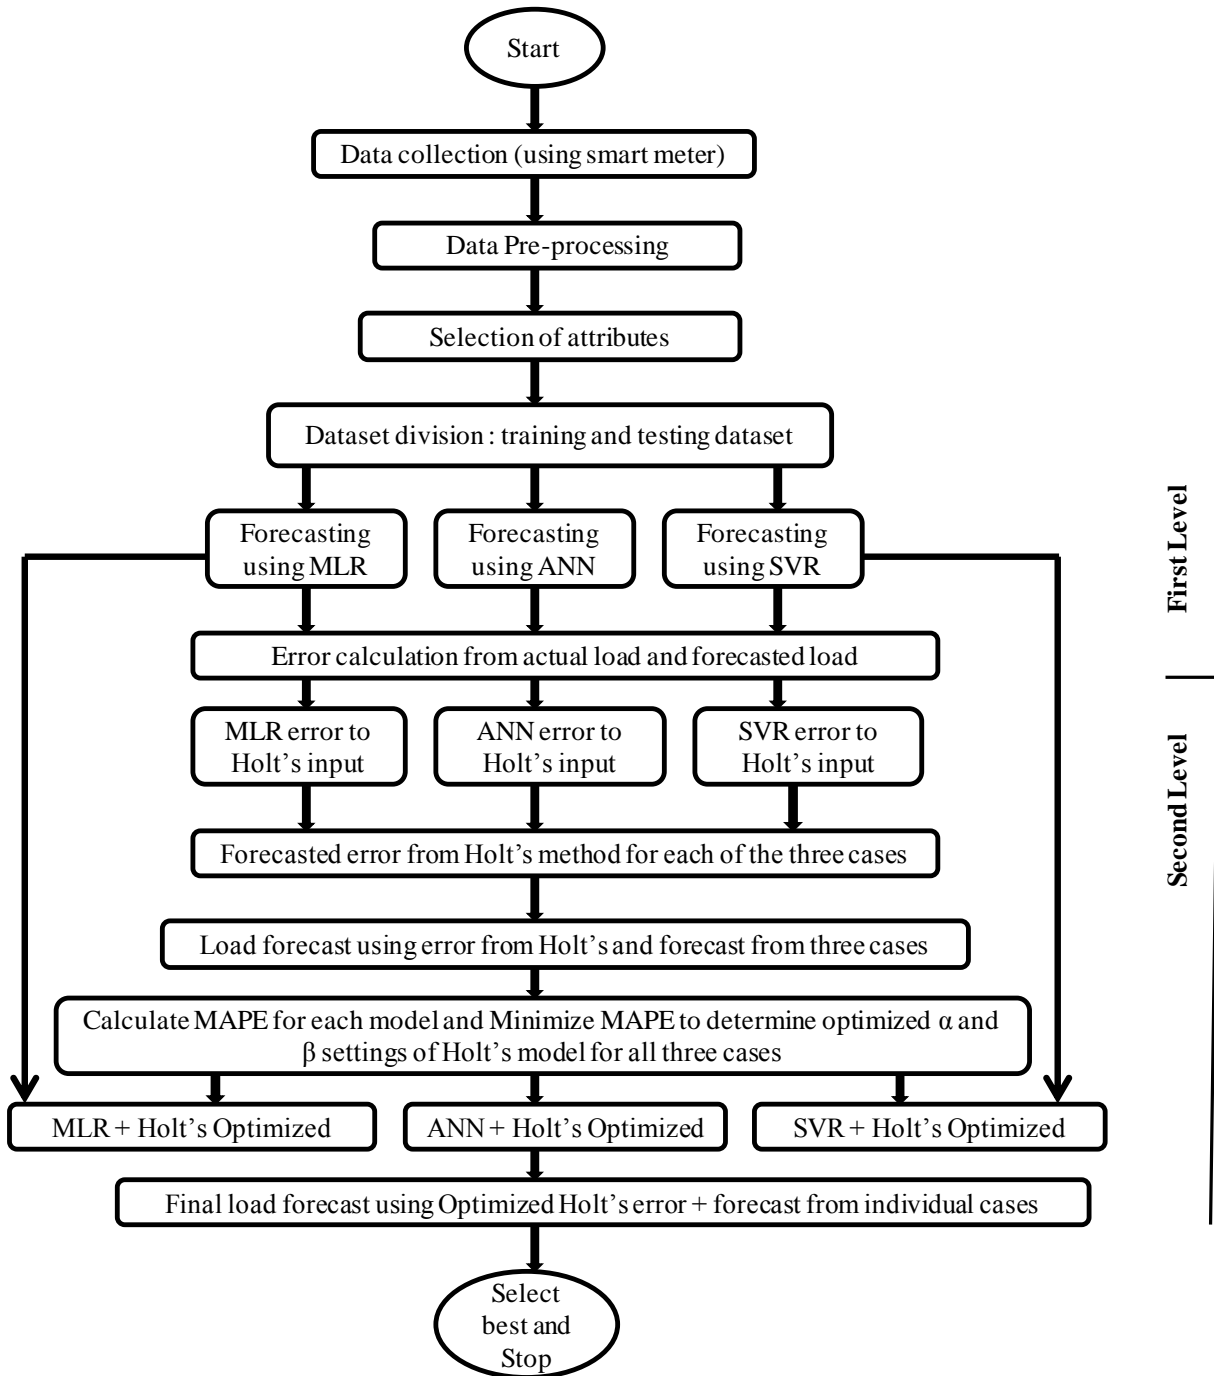 Start
Data collection (using smart meter)
Data Pre-processing
Selection of attributes
Dataset division : training and testing dataset
Forecasting
using MLR
Forecasting
using ANN
Forecasting
using SVR
First Level
Error calculation from actual load and forecasted load
MLR error to
Holt’s input
ANN error to
Holt’s input
SVR error to
Holt’s input
Second Level
Forecasted error from Holt’s method for each of the three cases
Load forecast using error from Holt’s and forecast from three cases
Calculate MAPE for each model and Minimize MAPE to determine optimized α and
β settings of Holt’s model for all three cases
MLR + Holt’s Optimized
ANN + Holt’s Optimized
SVR + Holt’s Optimized
Final load forecast using Optimized Holt’s error + forecast from individual cases
Select
best and
Stop